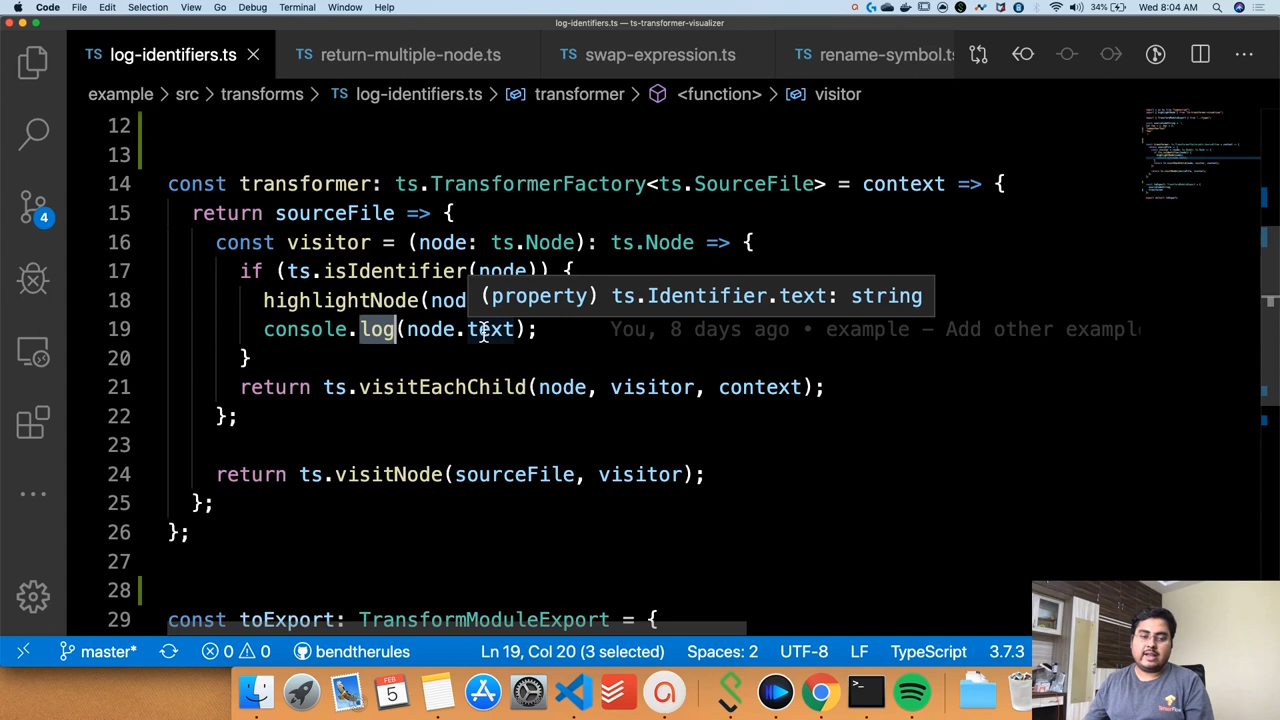 Code File Edit Selection View Go Debug Terminal Window Help 34% Wed 8:04 AM
log-identifiers.ts — ts-transformer-visualizer
TS log-identifiers.ts TS return-multiple-node.ts TS swap-expression.ts TS rename-symbol.ts
example > src > transforms > TS log-identifiers.ts > transformer > <function> > visitor
12
13
14 const transformer: ts.TransformerFactory<ts.SourceFile> = context => {
15 return sourceFile => {
16 const visitor = (node: ts.Node): ts.Node => {
17 if (ts.isIdentifier(node)) {
(property) ts.Identifier.text: string
18 highlightNode(nod
19 console.log(node.text); You, 8 days ago • example — Add other exampl
20 }
21 return ts.visitEachChild(node, visitor, context);
22 };
23
24 return ts.visitNode(sourceFile, visitor);
25 };
26 };
27
28
29 const toExport: TransformModuleExport = {
4
master* 0 0 bendtherules Ln 19, Col 20 (3 selected) Spaces: 2 UTF-8 LF TypeScript 3.7.3
FEB
5